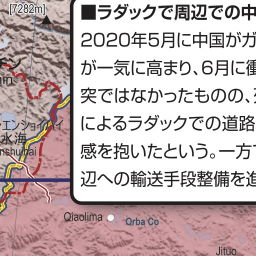 [7282m]
■ラダックで周辺での中
2020年5月に中国がガ
が一気に高まり、6月に衝
突ではなかったものの、
によるラダックでの道路
感を抱いたという。一方
辺への輸送手段整備を進
ンエンショイイ
水海
nshuihai
Qiaolima
Orba Co
Jituo